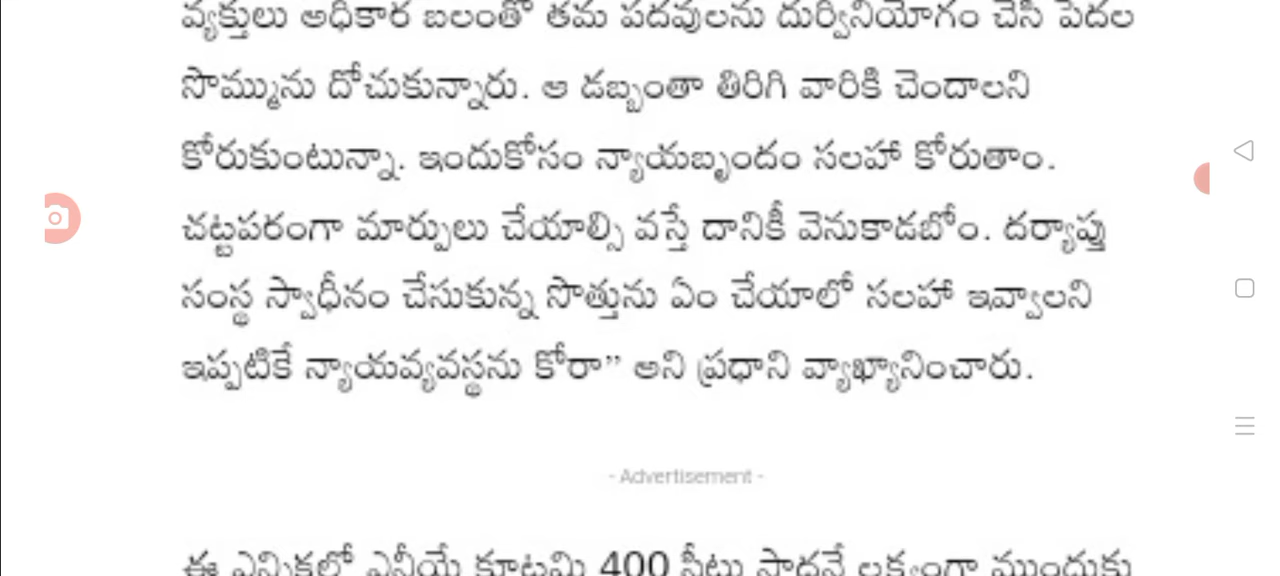 వ్యక్తులు అధికార బలంతో తమ పదవులను దుర్వినియోగం చేసి పేదల
సొమ్మును దోచుకున్నారు. ఆ డబ్బంతా తిరిగి వారికి చెందాలని
కోరుకుంటున్నా. ఇందుకోసం న్యాయబృందం సలహా కోరుతాం.
చట్టపరంగా మార్పులు చేయాల్సి వస్తే దానికీ వెనుకాడబోం. దర్యాప్తు
సంస్థ స్వాధీనం చేసుకున్న సొత్తును ఏం చేయాలో సలహా ఇవ్వాలని
ఇప్పటికే న్యాయవ్యవస్థను కోరా” అని ప్రధాని వ్యాఖ్యానించారు.
- Advertisement -
ఈ ఎన్నికల్లో ఎన్డీయే కూటమి 400 సీట్లు సాధనే లక్ష్యంగా ముందుకు